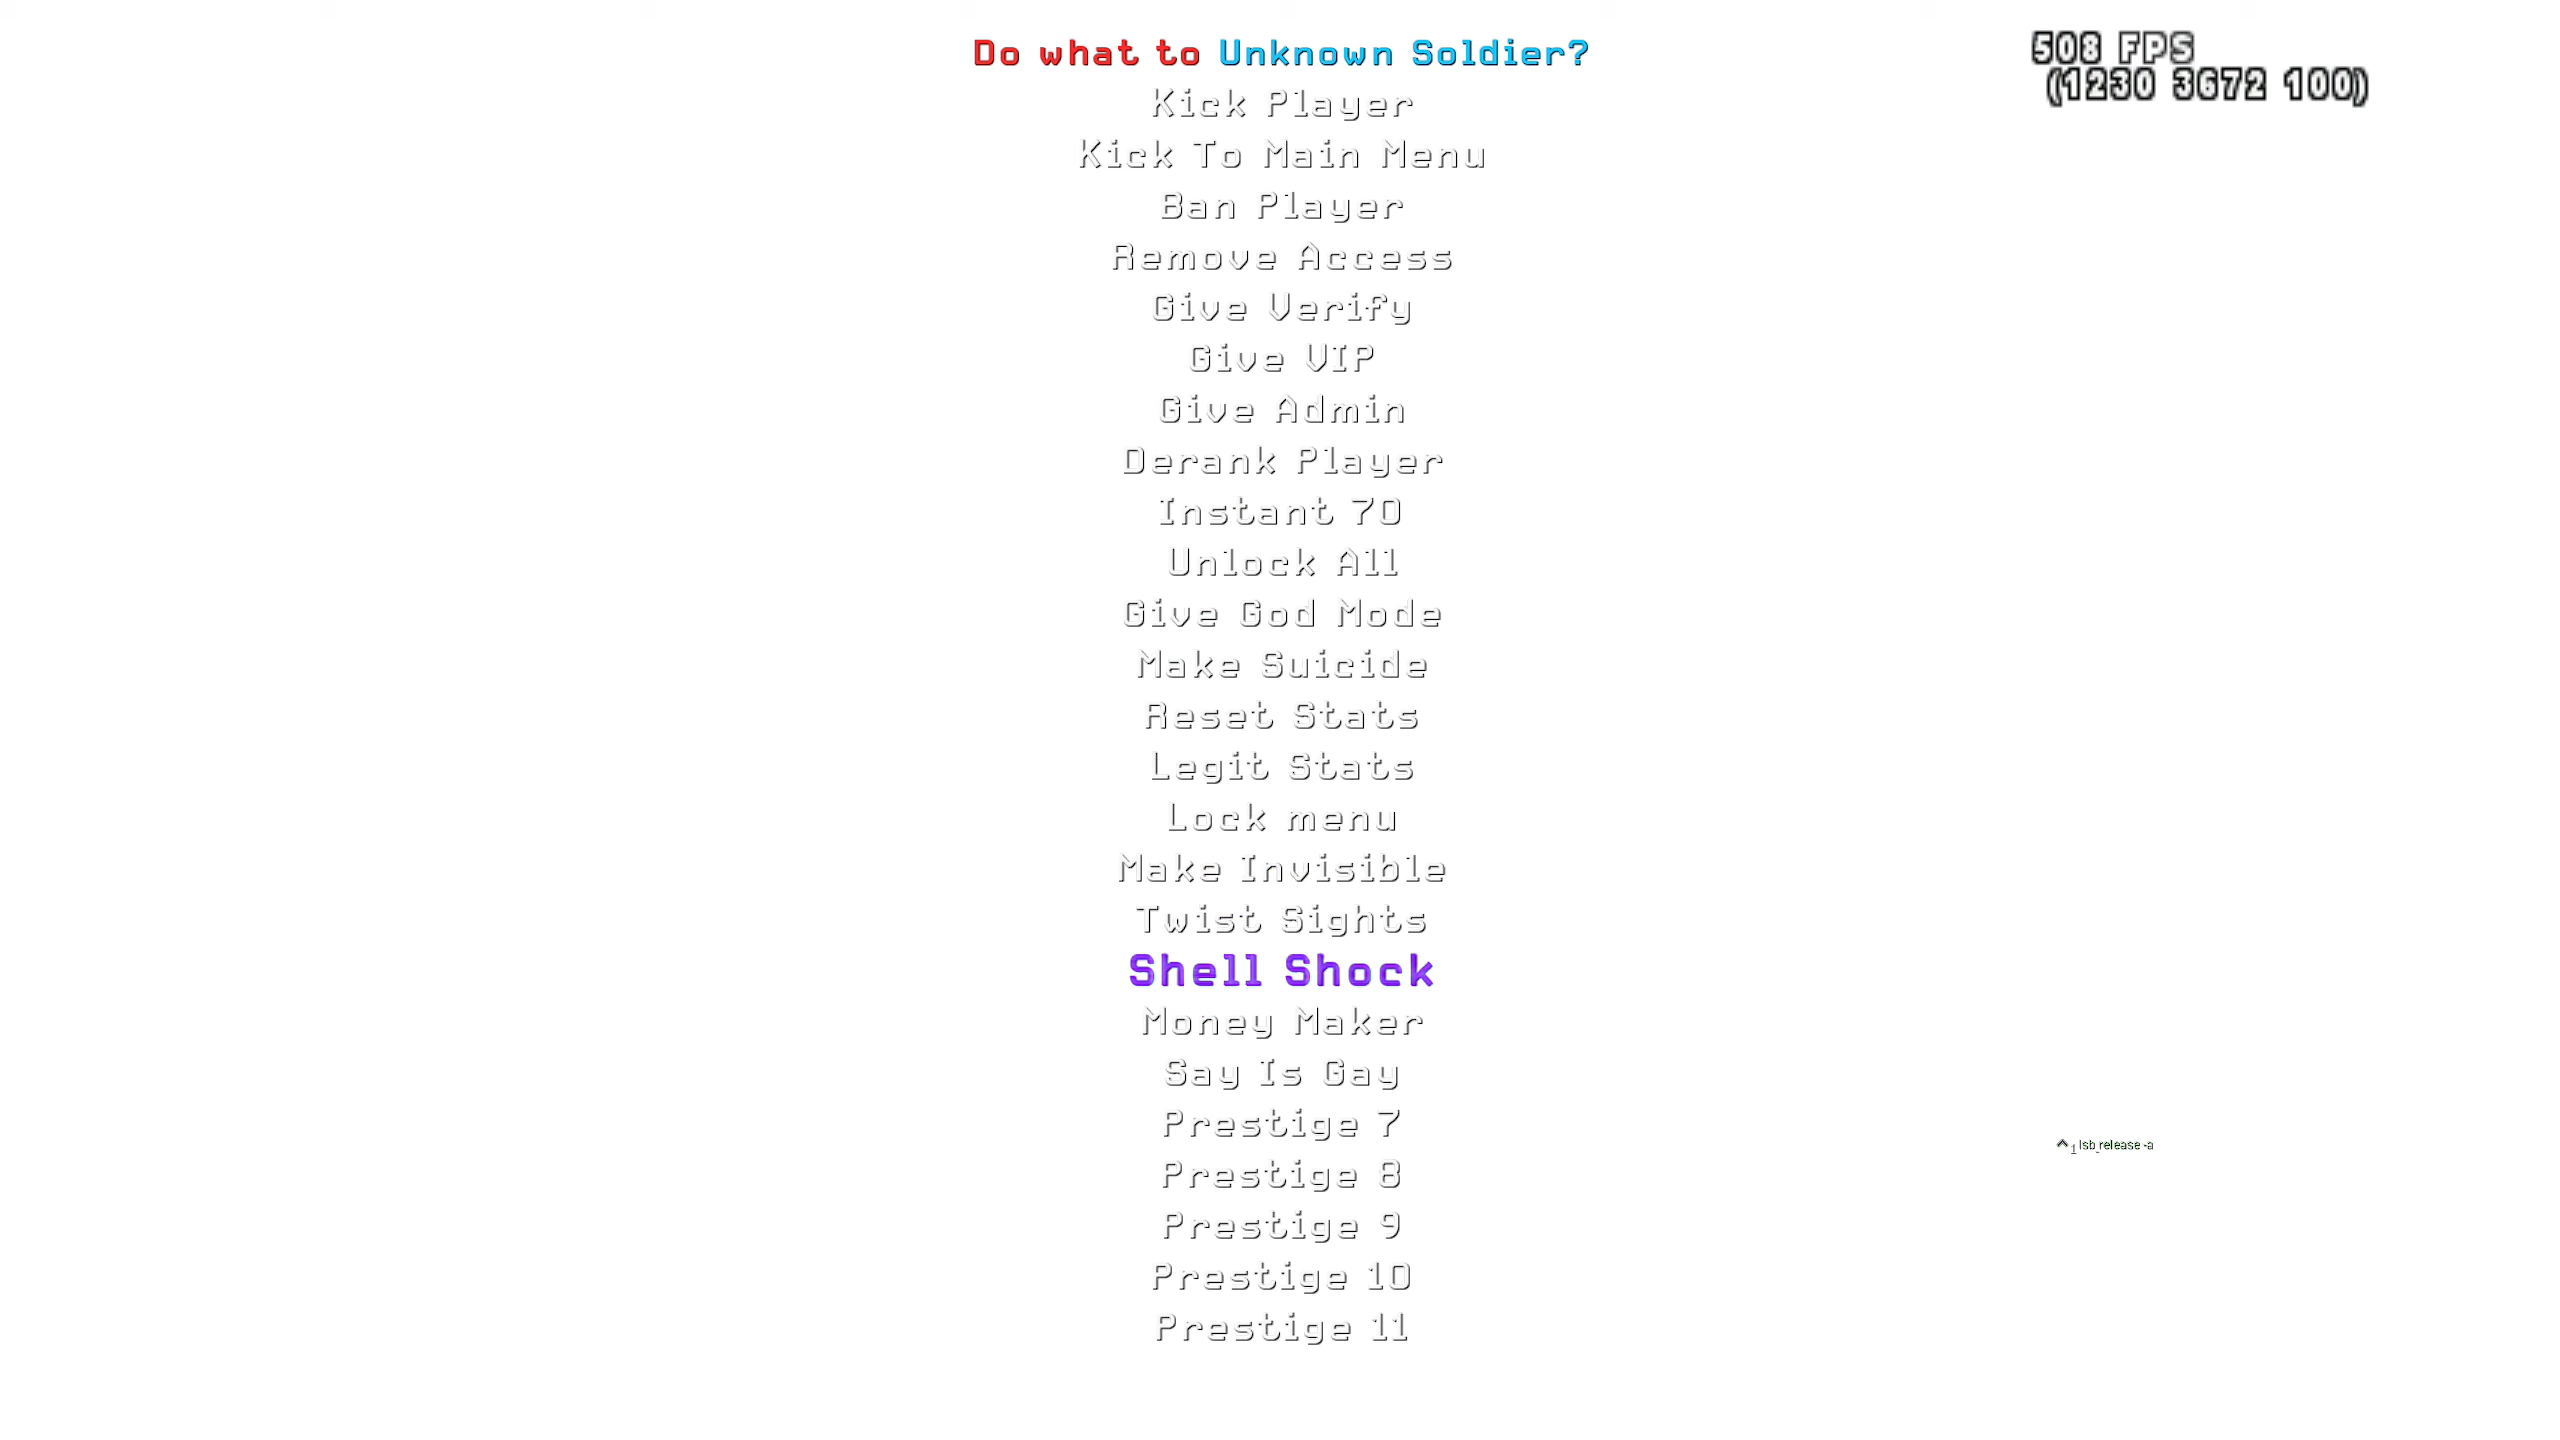 Do what to Unknown Soldier?
508 FPS
(1230 3672 100)
Kick Player
Kick To Main Menu
Ban Player
Remove Access
Give Verify
Give VIP
Give Admin
Derank Player
Instant 70
Unlock All
Give God Mode
Make Suicide
Reset Stats
Legit Stats
Lock menu
Make Invisible
Twist Sights
Shell Shock
Money Maker
Say Is Gay
Prestige 7
Prestige 8
^1 lsb_release -a
Prestige 9
Prestige 10
Prestige 11